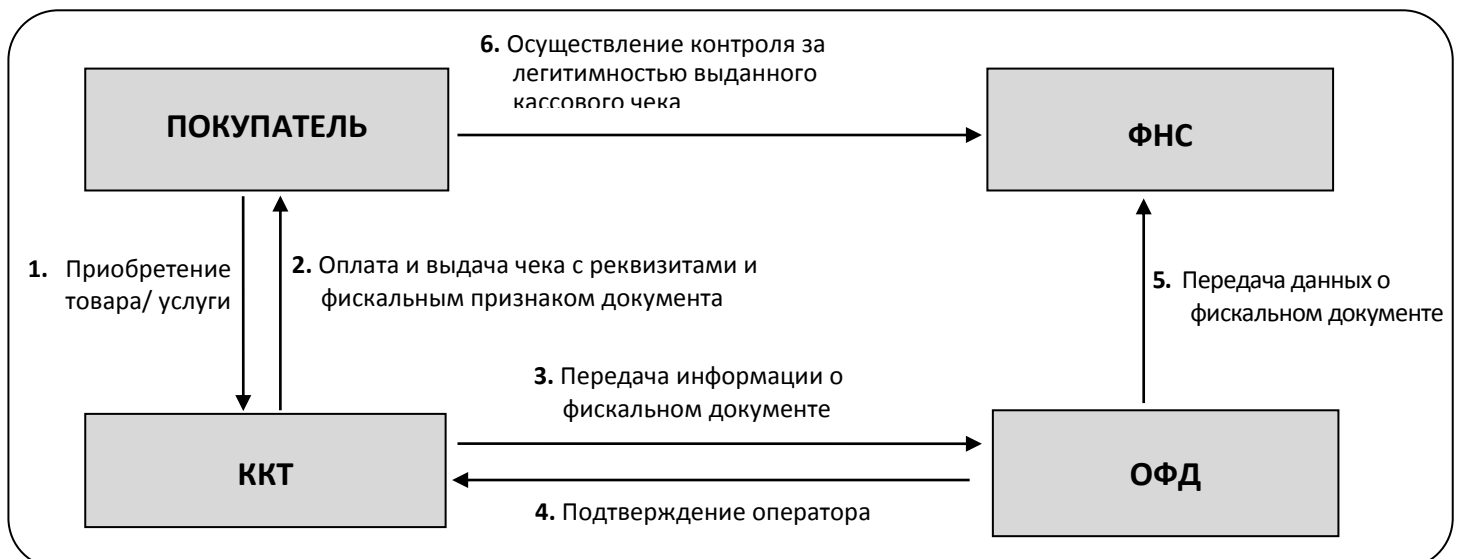 6. Осуществление контроля за
легитимностью выданного
кассового чека
ПОКУПАТЕЛЬ
ФНС
1. Приобретение
товара/ услуги
2. Оплата и выдача чека с реквизитами и
фискальным признаком документа
5. Передача данных о
фискальном документе
3. Передача информации о
фискальном документе
ККТ
ОФД
4. Подтверждение оператора